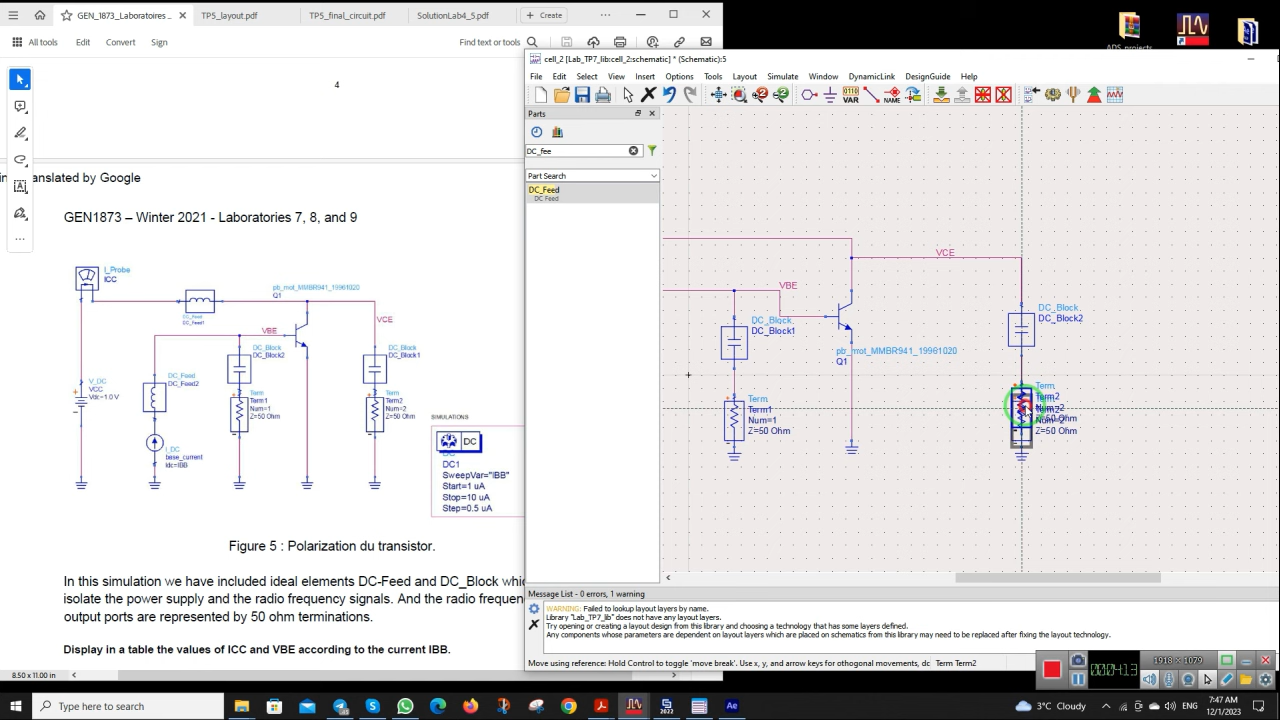 GEN_1873_Laboratoires ...
TP5_layout.pdf
TP5_final_circuit.pdf
SolutionLab4_5.pdf
Create
All tools
Edit
Convert
Sign
Find text or tools
4
translated by Google
GEN1873 – Winter 2021 - Laboratories 7, 8, and 9
I_Probe
ICC
DC_Feed
DC_Feed1
pb_mot_MMBR941_19961020
Q1
VBE
VCE
DC_Block
DC_Block2
DC_Block
DC_Block1
V_DC
VCC
Vdc=1.0 V
DC_Feed
DC_Feed2
Term
Term1
Num=1
Z=50 Ohm
Term
Term2
Num=2
Z=50 Ohm
I_DC
base_current
Idc=IBB
SIMULATIONS
DC
DC
DC1
SweepVar="IBB"
Start=1 uA
Stop=10 uA
Step=0.5 uA
Figure 5 : Polarization du transistor.
In this simulation we have included ideal elements DC-Feed and DC_Block whic
isolate the power supply and the radio frequency signals. And the radio frequen
output ports are represented by 50 ohm terminations.
Display in a table the values of ICC and VBE according to the current IBB.
8.50 x 11.00 in
cell_2 [Lab_TP7_lib:cell_2:schematic] * (Schematic):5
File Edit Select View Insert Options Tools Layout Simulate Window DynamicLink DesignGuide Help
VAR
NAME
Parts
DC_fee
Part Search
DC_Feed
DC Feed
VCE
VBE
DC_Block
DC_Block1
DC_Block
DC_Block2
pb_mot_MMBR941_19961020
Q1
Term
Term1
Num=1
Z=50 Ohm
Term
Term2
Num=2
Z=50 Ohm
Message List - 0 errors, 1 warning
WARNING: Failed to lookup layout layers by name.
Library "Lab_TP7_lib" does not have any layout layers.
Try opening or creating a layout design from this library and choosing a technology that has some layers defined.
Any components whose parameters are dependent on layout layers which are placed on schematics from this library may need to be replaced after fixing the layout technology.
Move using reference: Hold Control to toggle 'move break'. Use x, y, and arrow keys for othogonal movements, dc Term Term2
1918 × 1079
Type here to search
2022
3°C Cloudy
7:47 AM
12/1/2023